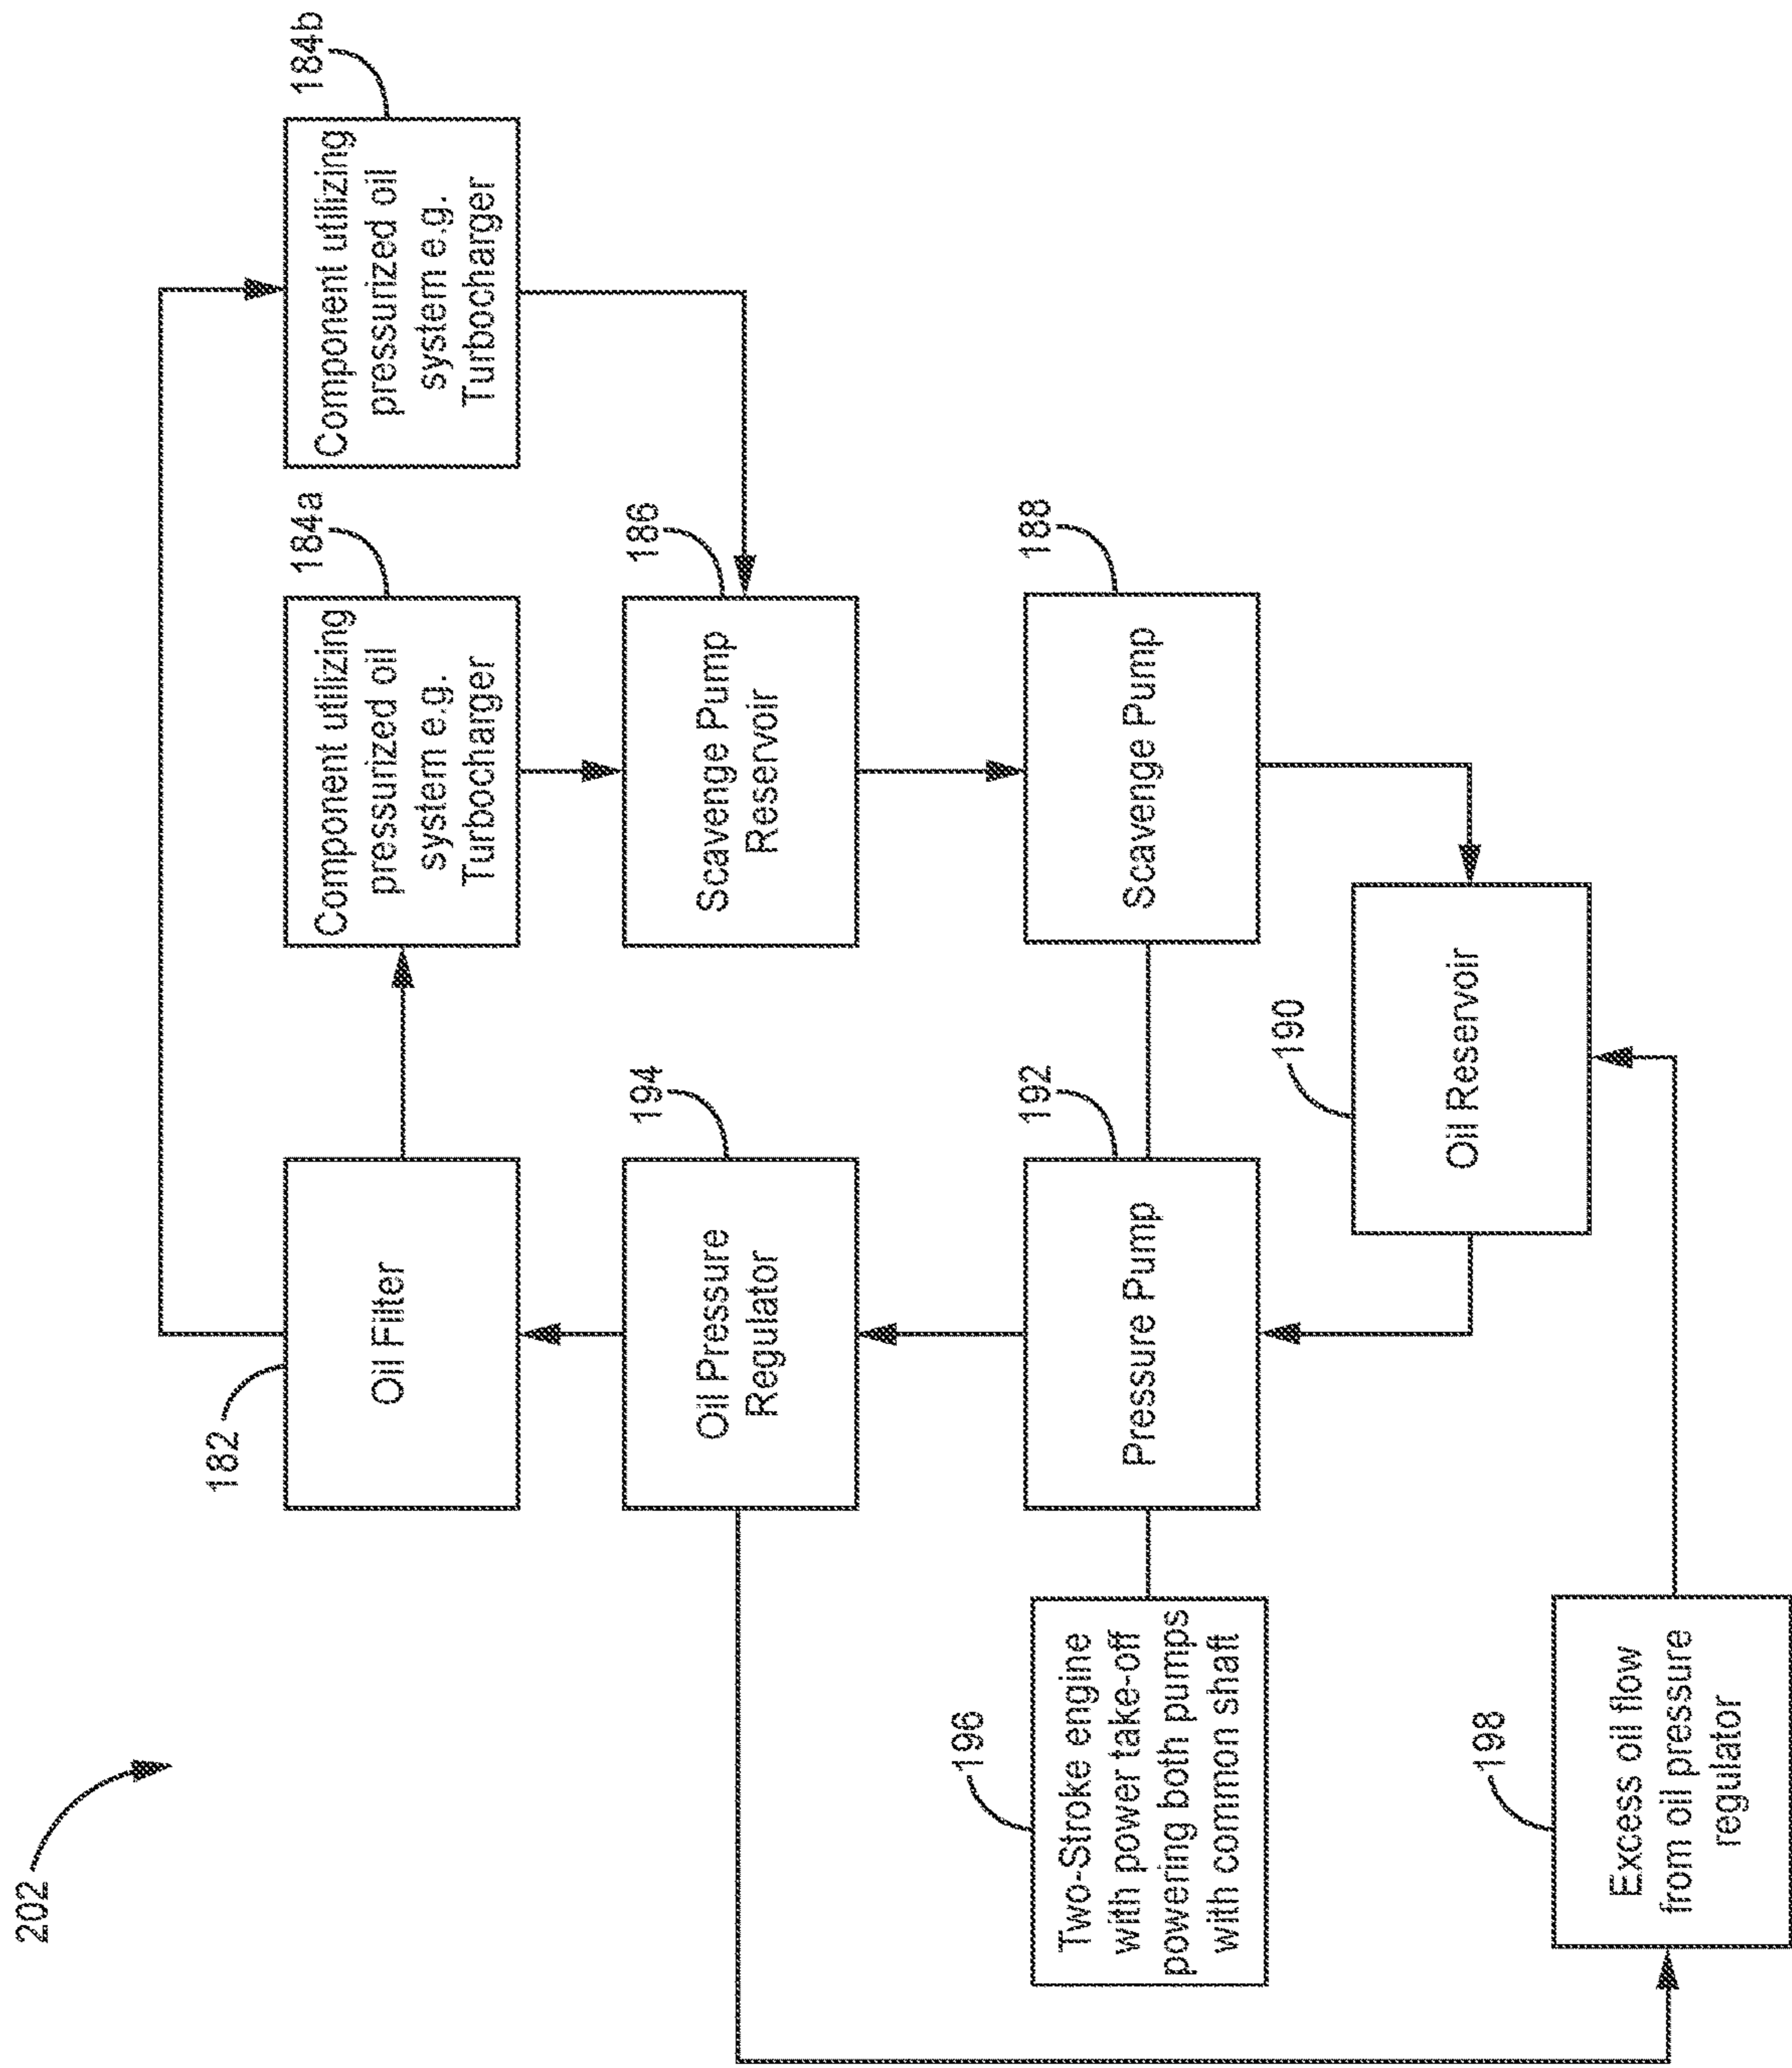 202
182
Oil Filter
184a
Component utilizing
pressurized oil
system e.g.
Turbocharger
184b
Component utilizing
pressurized oil
system e.g.
Turbocharger
194
Oil Pressure
Regulator
186
Scavenge Pump
Reservoir
196
Two-Stroke engine
with power take-off
powering both pumps
with common shaft
192
Pressure Pump
188
Scavenge Pump
190
Oil Reservoir
198
Excess oil flow
from oil pressure
regulator